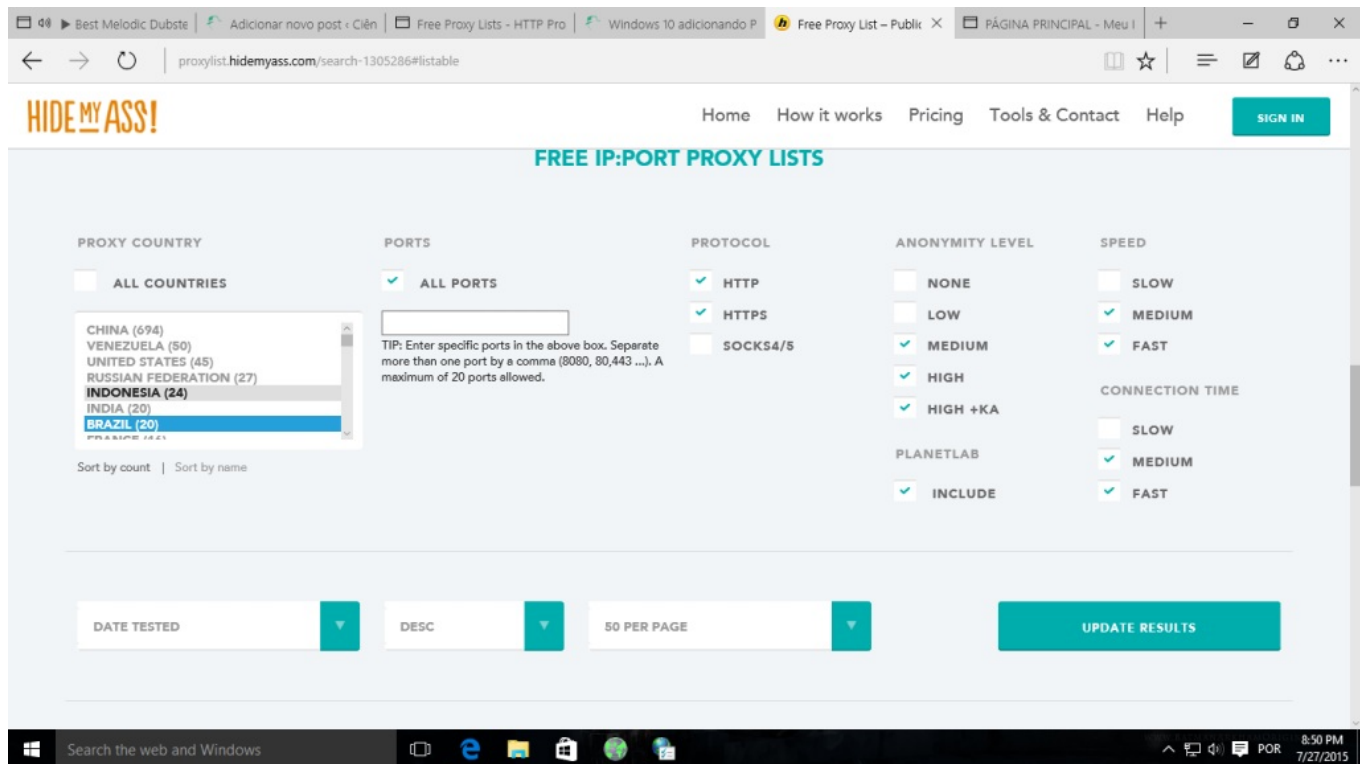 Best Melodic Dubste
Adicionar novo post ‹ Ciên
Free Proxy Lists - HTTP Pro
Windows 10 adicionando P
Free Proxy List – Public
PÁGINA PRINCIPAL - Meu
proxylist.hidemyass.com/search-1305286#listable
HIDE MY ASS!
Home How it works Pricing Tools & Contact Help SIGN IN
FREE IP:PORT PROXY LISTS
PROXY COUNTRY
ALL COUNTRIES
CHINA (694)
VENEZUELA (50)
UNITED STATES (45)
RUSSIAN FEDERATION (27)
INDONESIA (24)
INDIA (20)
BRAZIL (20)
Sort by count | Sort by name
PORTS
ALL PORTS
TIP: Enter specific ports in the above box. Separate
more than one port by a comma (8080, 80,443 ...). A
maximum of 20 ports allowed.
PROTOCOL
HTTP
HTTPS
SOCKS4/5
ANONYMITY LEVEL
NONE
LOW
MEDIUM
HIGH
HIGH +KA
PLANETLAB
INCLUDE
SPEED
SLOW
MEDIUM
FAST
CONNECTION TIME
SLOW
MEDIUM
FAST
DATE TESTED
DESC
50 PER PAGE
UPDATE RESULTS
Search the web and Windows
POR
8:50 PM
7/27/2015